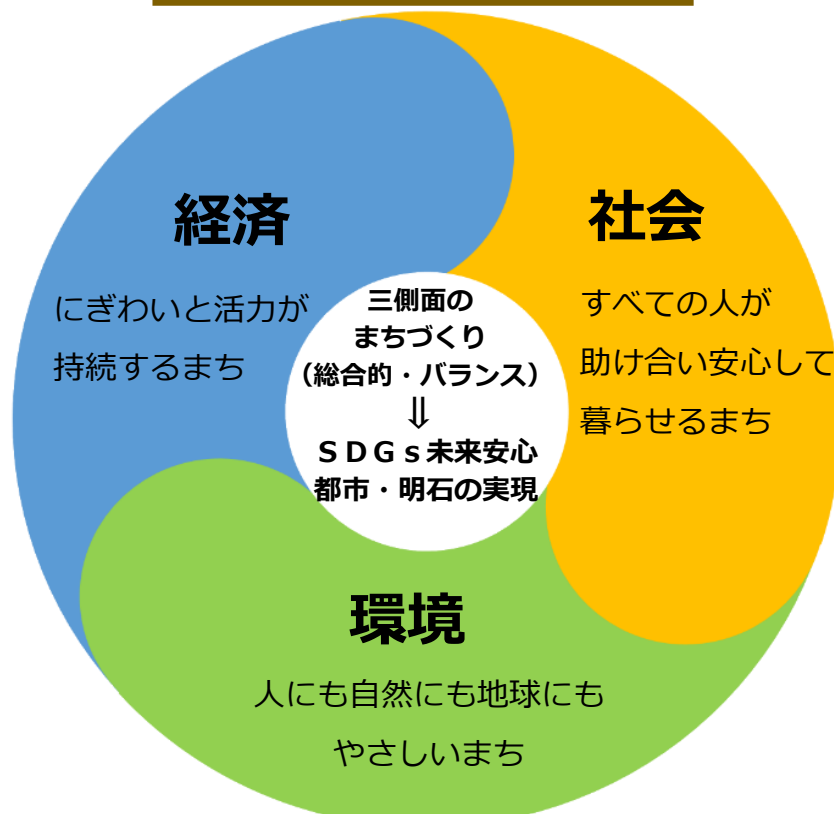 経済
にぎわいと活力が
持続するまち
社会
すべての人が
助け合い安心して
暮らせるまち
三側面の
まちづくり
（総合的・バランス）
⇓
ＳＤＧｓ未来安心
都市・明石の実現
環境
人にも自然にも地球にも
やさしいまち